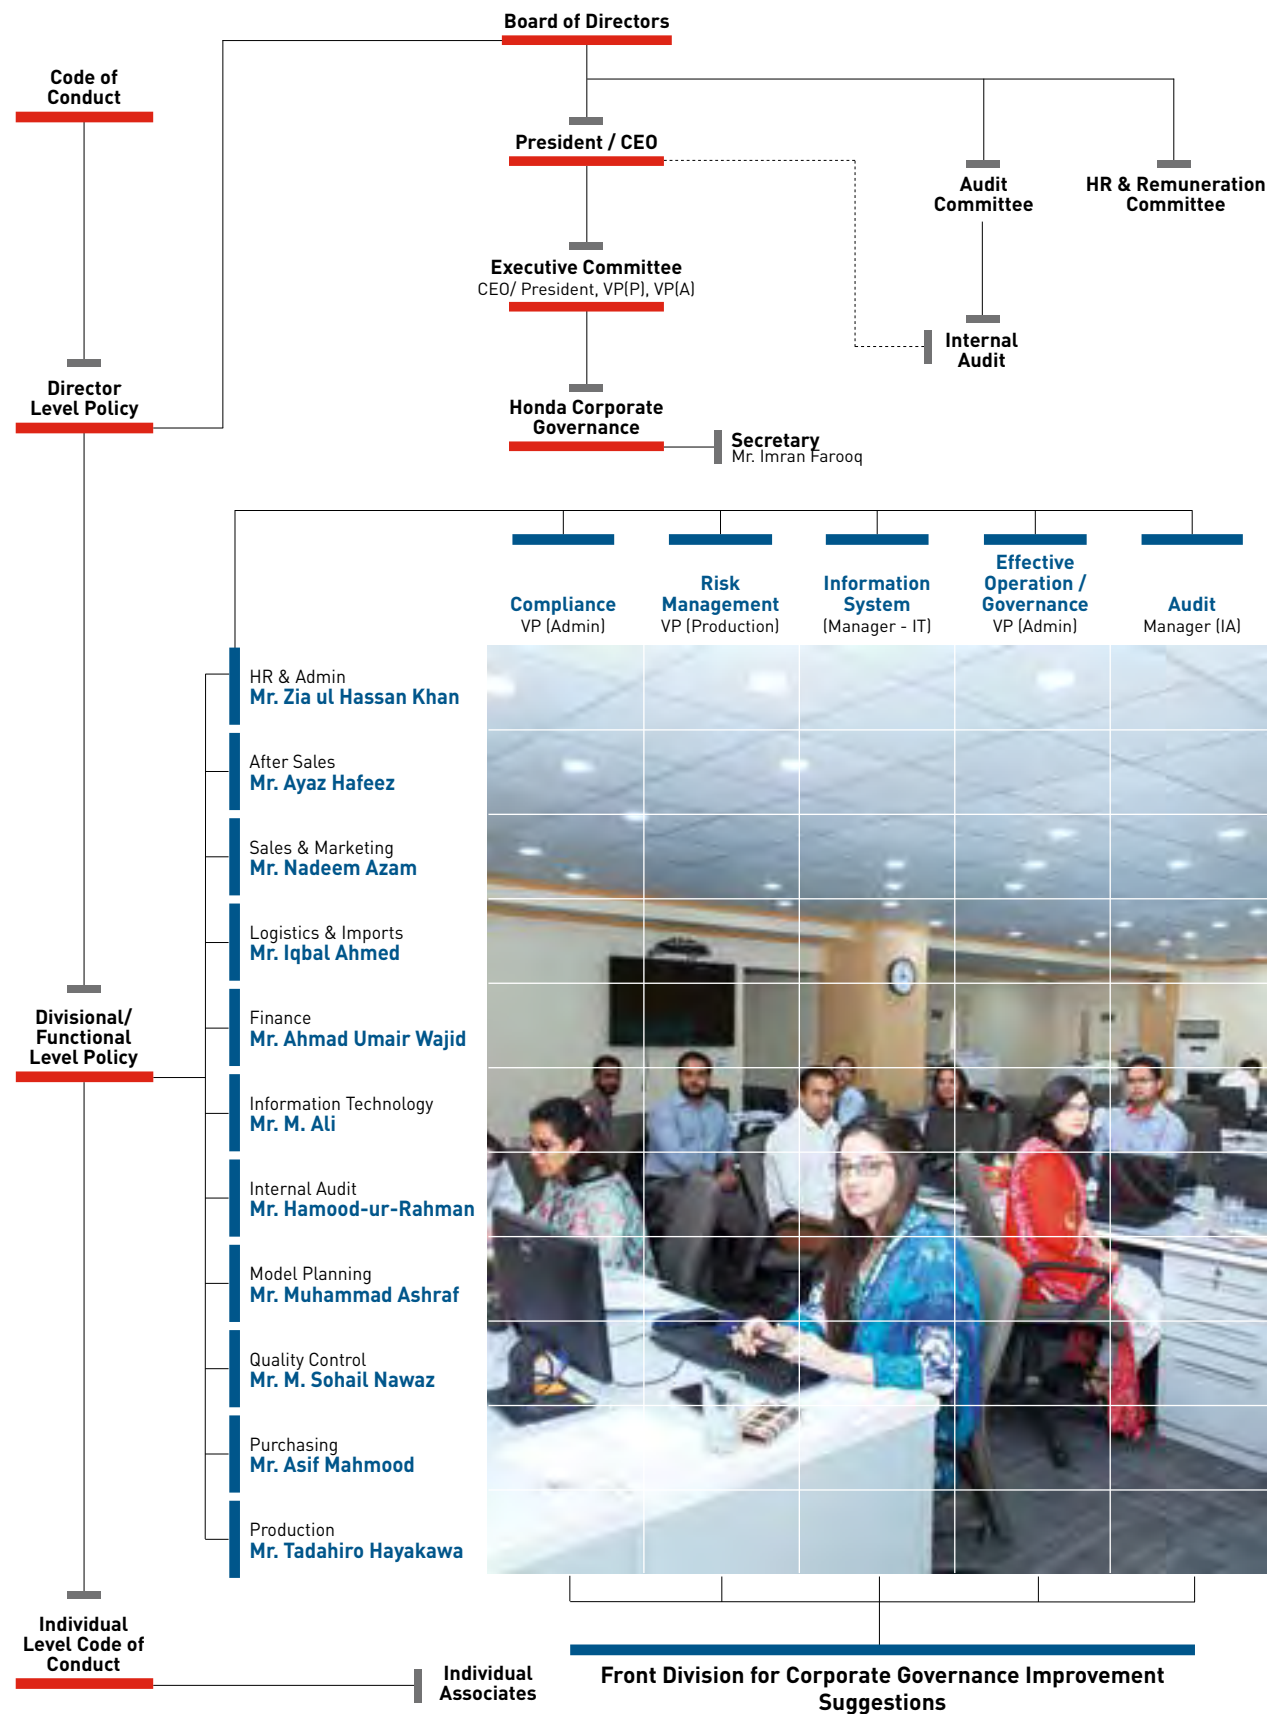 Board of Directors
Code of
Conduct
President / CEO
Audit
Committee
HR & Remuneration
Committee
Executive Committee
CEO/ President, VP(P), VP(A)
Internal
Audit
Director
Level Policy
Honda Corporate
Governance
Secretary
Mr. Imran Farooq
Compliance
VP (Admin)
Risk
Management
VP (Production)
Information
System
(Manager - IT)
Effective
Operation /
Governance
VP (Admin)
Audit
Manager (IA)
HR & Admin
Mr. Zia ul Hassan Khan
After Sales
Mr. Ayaz Hafeez
Sales & Marketing
Mr. Nadeem Azam
Logistics & Imports
Mr. Iqbal Ahmed
Divisional/
Functional
Level Policy
Finance
Mr. Ahmad Umair Wajid
Information Technology
Mr. M. Ali
Internal Audit
Mr. Hamood-ur-Rahman
Model Planning
Mr. Muhammad Ashraf
Quality Control
Mr. M. Sohail Nawaz
Purchasing
Mr. Asif Mahmood
Production
Mr. Tadahiro Hayakawa
Individual
Level Code of
Conduct
Individual
Associates
Front Division for Corporate Governance Improvement
Suggestions